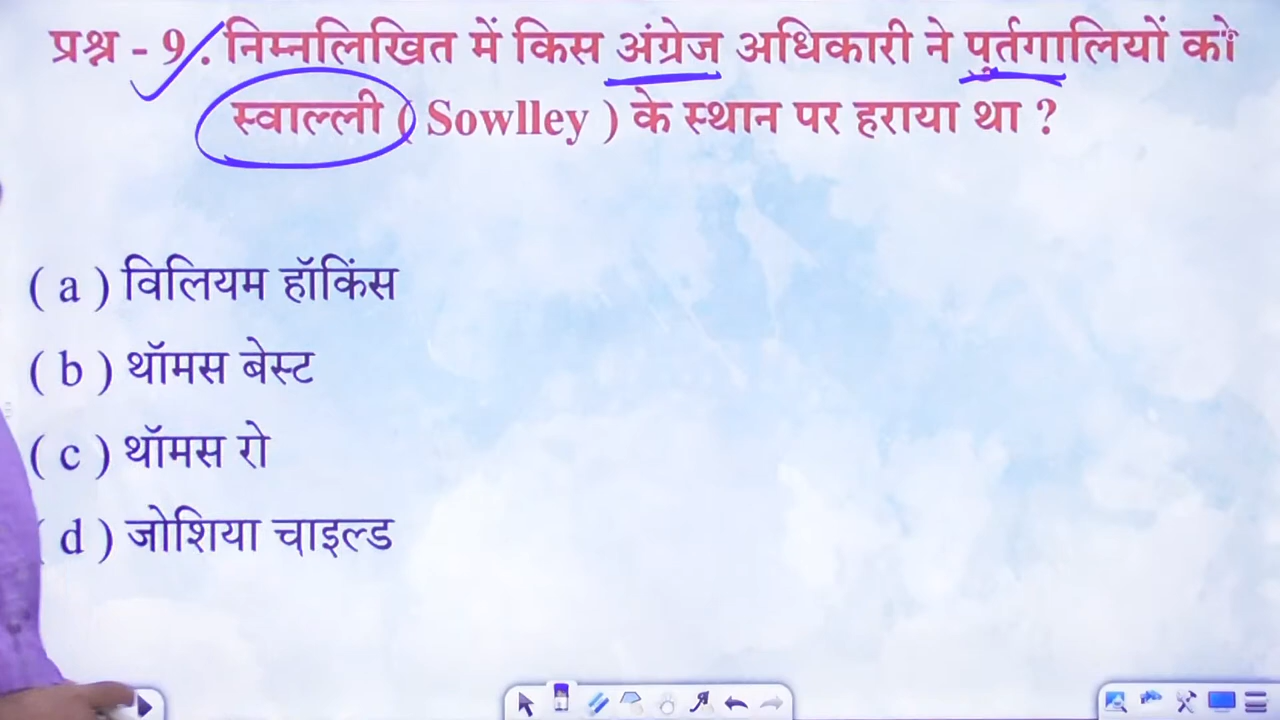 प्रश्न - 9 . निम्नलिखित में किस अंग्रेज अधिकारी ने पुर्तगालियों को
स्वाल्ली ( Sowlley ) के स्थान पर हराया था ?
( a ) विलियम हॉकिंस
( b ) थॉमस बेस्ट
( c ) थॉमस रो
( d ) जोशिया चाइल्ड